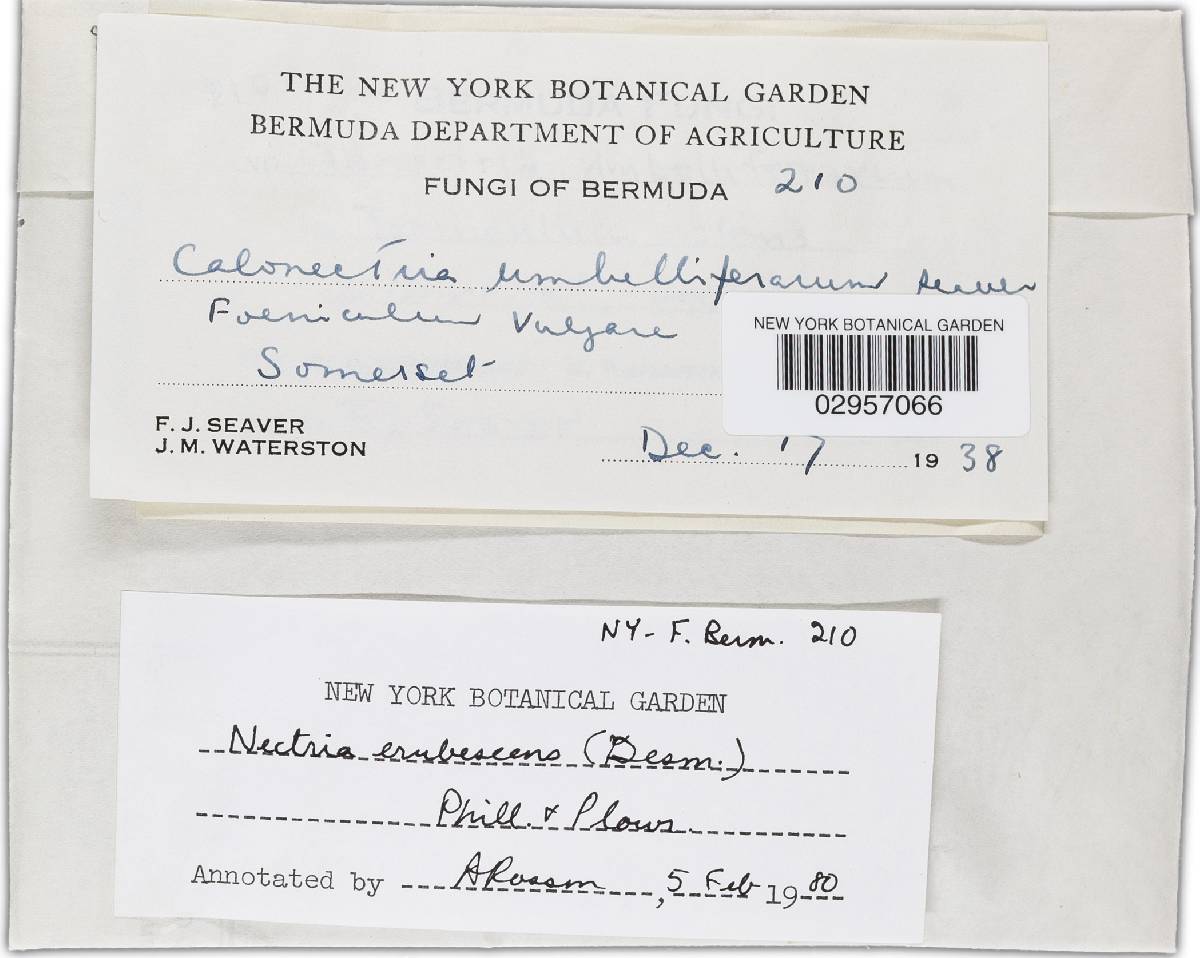 THE NEW YORK BOTANICAL GARDEN
BERMUDA DEPARTMENT OF AGRICULTURE
FUNGI OF BERMUDA 210
Calonectria umbelliferarum Seaver
Foeniculum Vulgare
Somerset
NEW YORK BOTANICAL GARDEN
02957066
F. J. SEAVER
J. M. WATERSTON
Dec. 17 1938
NY- F. Berm. 210
NEW YORK BOTANICAL GARDEN
Nectria erubescens (Desm.)
Phill. & Plowr.
Annotated by ARossm , 5 Feb 1980